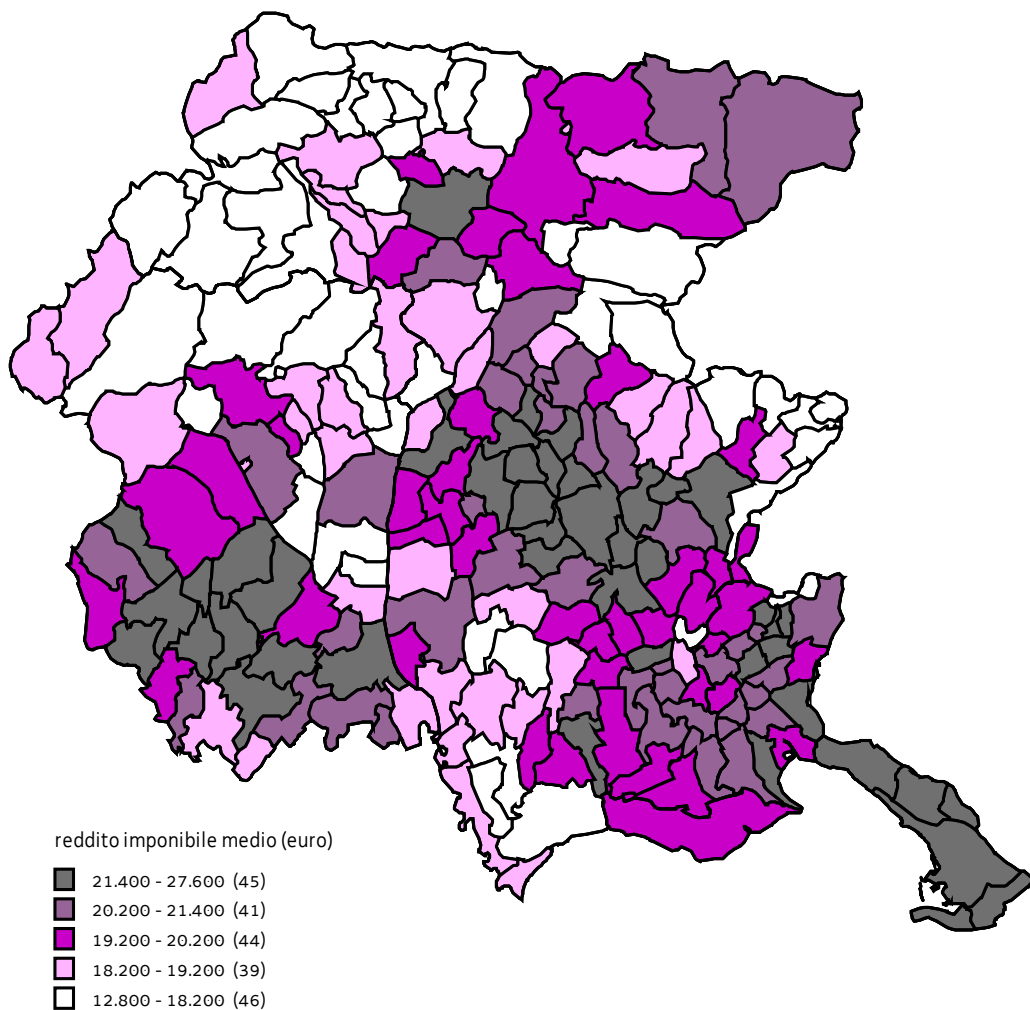 reddito imponibile medio (euro)
21.400 - 27.600 (45)
20.200 - 21.400 (41)
19.200 - 20.200 (44)
18.200 - 19.200 (39)
12.800 - 18.200 (46)